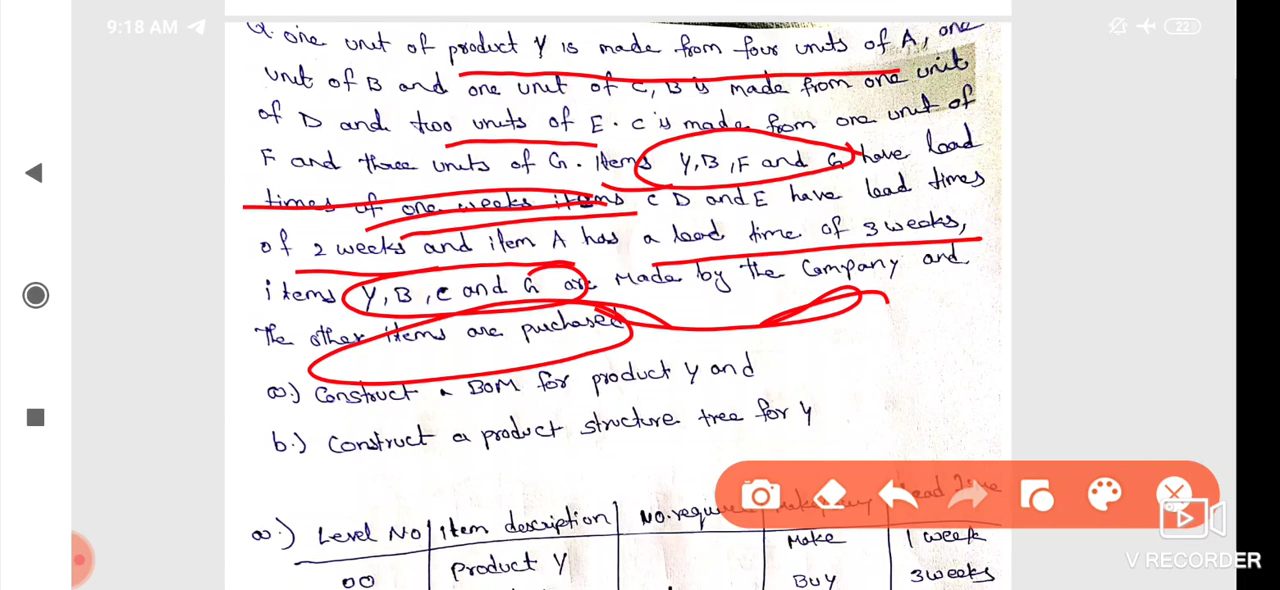 9:18 AM
22
Q. one unit of product Y is made from four units of A, one
unit of B and one unit of C, B is made from one unit
of D and two units of E. C is made from one unit of
F and three units of G. Items Y, B, F and G have lead
times of one weeks items C D and E have lead times
of 2 weeks and item A has a lead time of 3 weeks,
items Y, B, C and G are made by the company and
The other items are purchased
a.) Construct a BOM for product Y and
b.) Construct a product structure tree for Y
a.) Level No Item description No. require
00 Product Y Make 1 week
Buy 3 weeks
V RECORDER